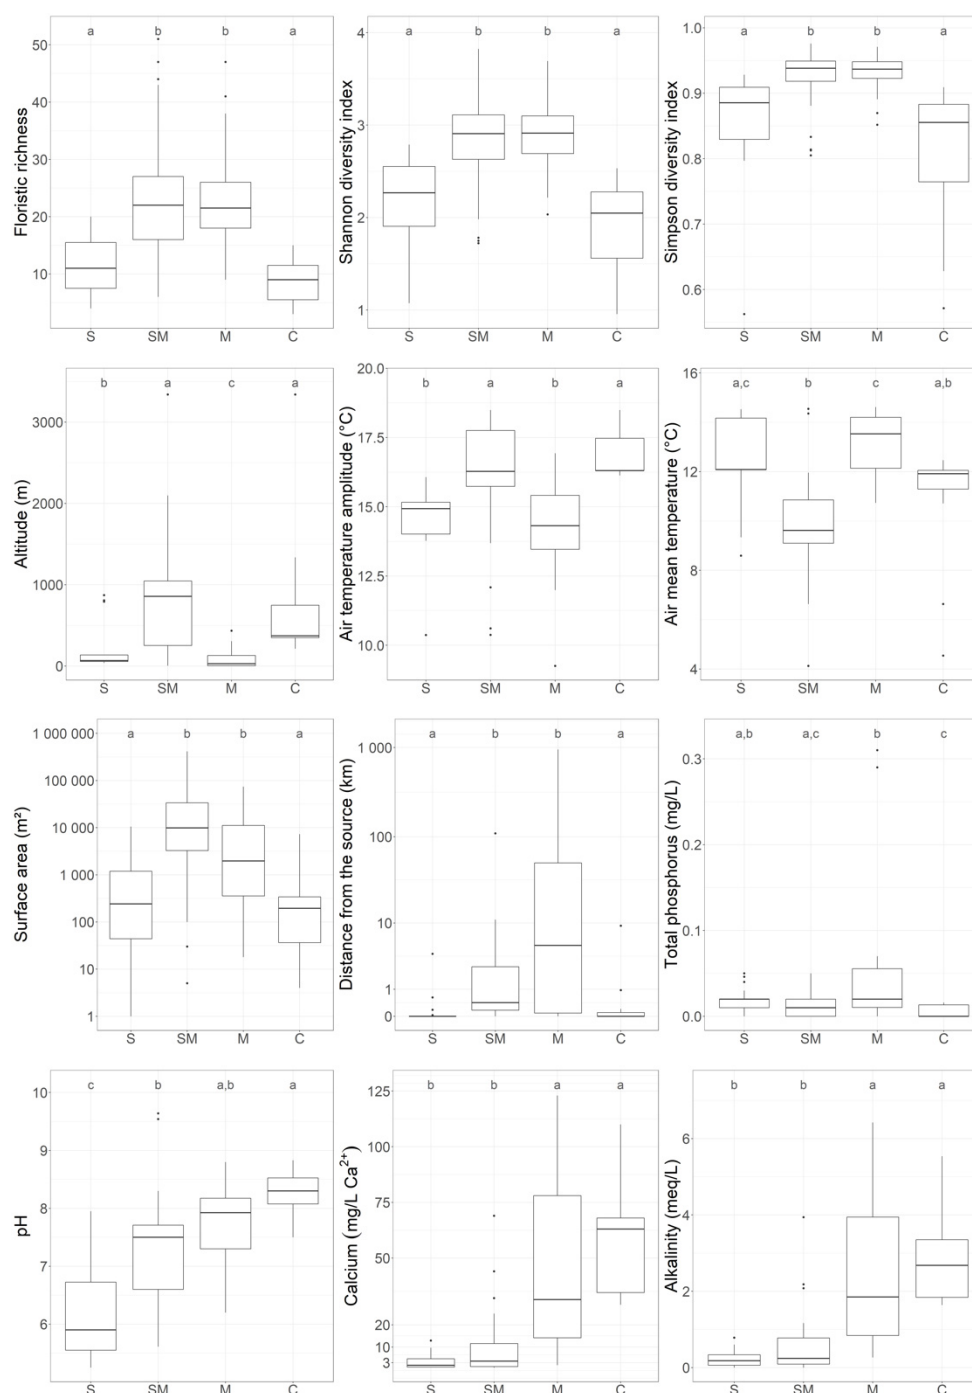 a b b a
50
40
30
20
10
Floristic richness
S SM M C
a b b a
4
3
2
1
Shannon diversity index
S SM M C
a b b a
1.0
0.9
0.8
0.7
0.6
Simpson diversity index
S SM M C
b a c a
3000
2000
1000
0
Altitude (m)
S SM M C
b a b a
20.0
17.5
15.0
12.5
10.0
Air temperature amplitude (°C)
S SM M C
a,c b c a,b
16
12
8
4
Air mean temperature (°C)
S SM M C
a b b a
1 000 000
100 000
10 000
1 000
100
10
1
Surface area (m²)
S SM M C
a b b a
1 000
100
10
1
0
Distance from the source (km)
S SM M C
a,b a,c b c
0.3
0.2
0.1
0.0
Total phosphorus (mg/L)
S SM M C
c b a,b a
10
9
8
7
6
pH
S SM M C
b b a a
125
100
75
50
20
10
3
Calcium (mg/L Ca²⁺)
S SM M C
b b a a
6
4
2
0
Alkalinity (meq/L)
S SM M C